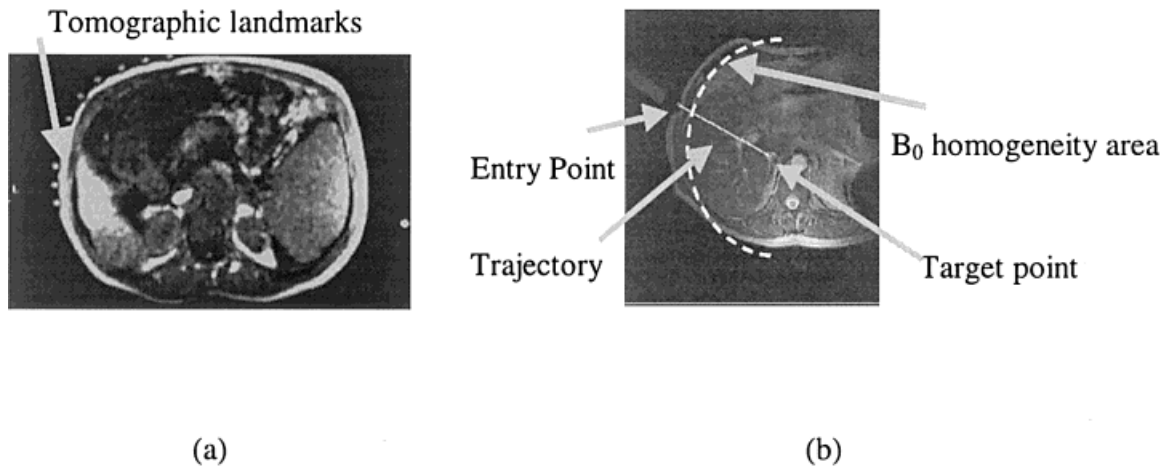 Tomographic landmarks
Entry Point
B₀ homogeneity area
Trajectory
Target point
(a)
(b)